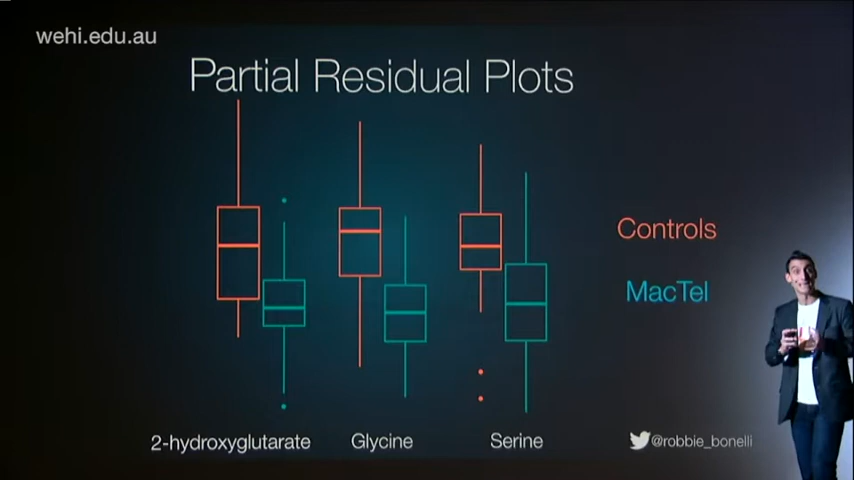 wehi.edu.au
Partial Residual Plots
Controls
MacTel
2-hydroxyglutarate
Glycine
Serine
@robbie_bonelli